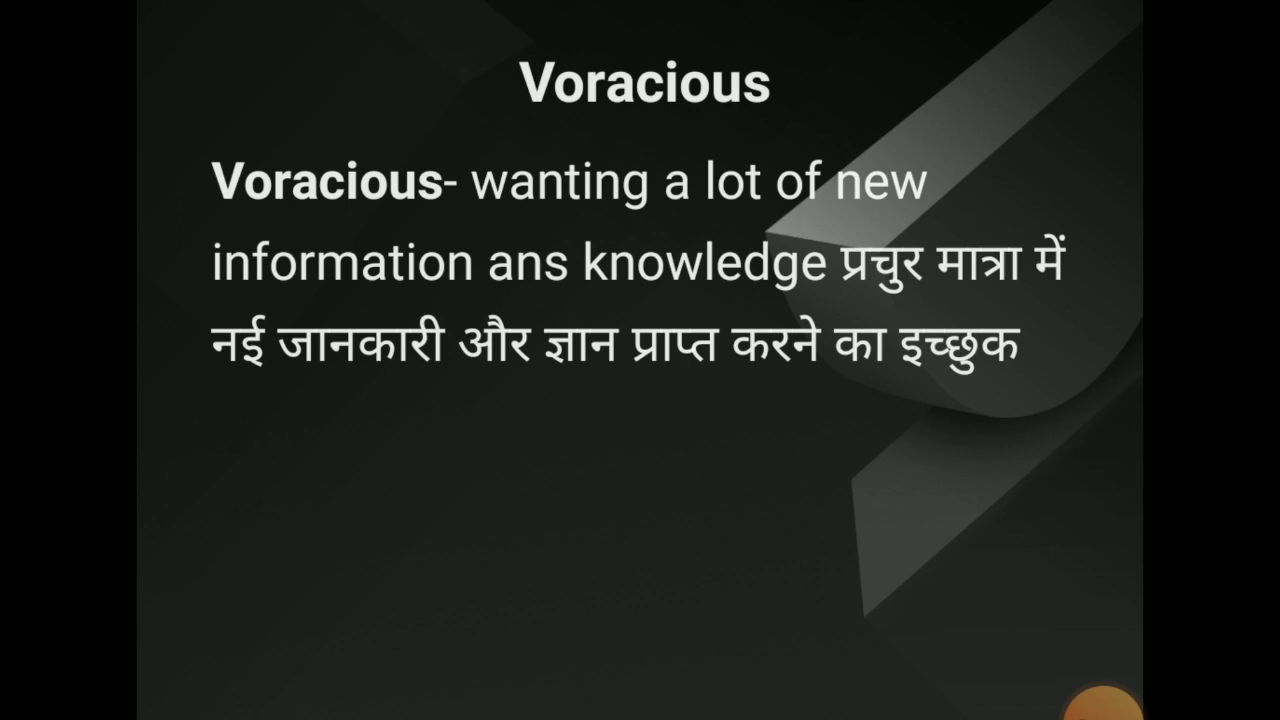 Voracious
Voracious- wanting a lot of new
information ans knowledge प्रचुर मात्रा में
नई जानकारी और ज्ञान प्राप्त करने का इच्छुक